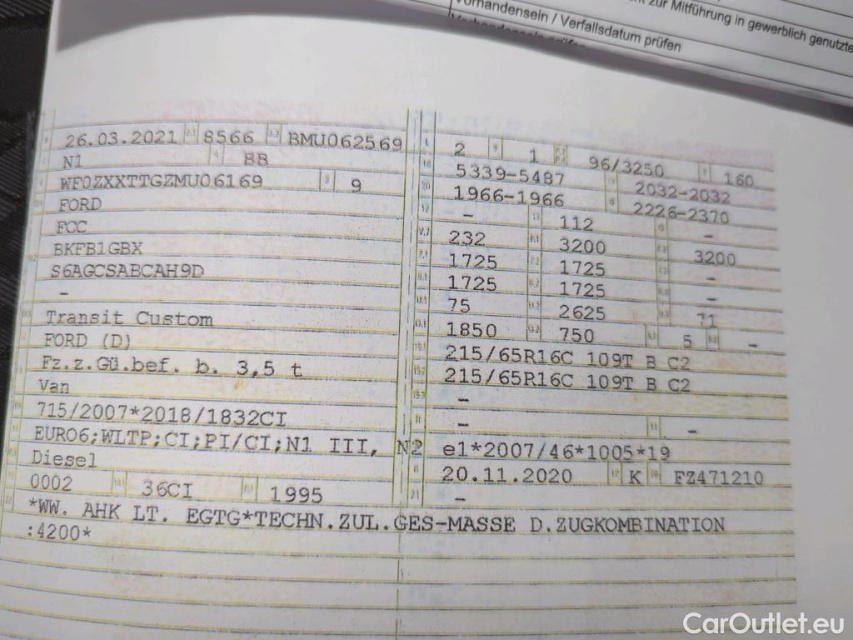 Vorhandensein / Verfallsdatum prüfen
zur Mitführung in gewerblich genutzte
26.03.2021 8566 BMU062569
N1 BB
WF0ZXXTTGZMU06169 9
FORD
FCC
BKFB1GBX
S6AGCSABCAH9D
–
Transit Custom
FORD (D)
Fz.z.Gü.bef. b. 3,5 t
Van
715/2007*2018/1832CI
EURO6;WLTP;CI;PI/CI;N1 III, N2
Diesel
0002 36CI 1995
2 1 96/3250 160
5339-5487 2032-2032
1966-1966 2226-2370
– 112 –
232 3200 3200
1725 1725 –
1725 1725 –
75 2625 71
1850 750 5 –
215/65R16C 109T B C2
215/65R16C 109T B C2
–
– –
e1*2007/46*1005*19
20.11.2020 K FZ471210
–
*WW. AHK LT. EGTG*TECHN.ZUL.GES-MASSE D.ZUGKOMBINATION
:4200*
CarOutlet.eu